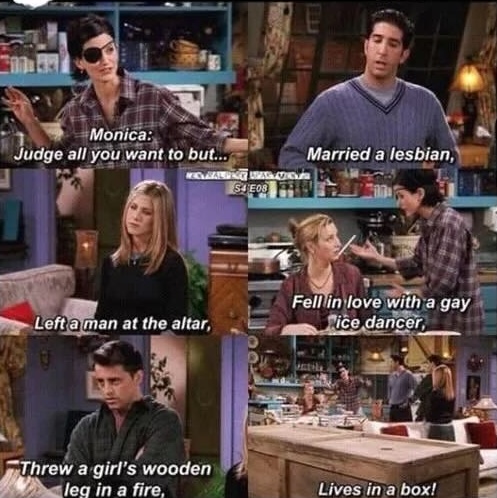 Monica:
Judge all you want to but...
Married a lesbian,
S4 E08
Left a man at the altar,
Fell in love with a gay
ice dancer,
Threw a girl's wooden
leg in a fire,
Lives in a box!